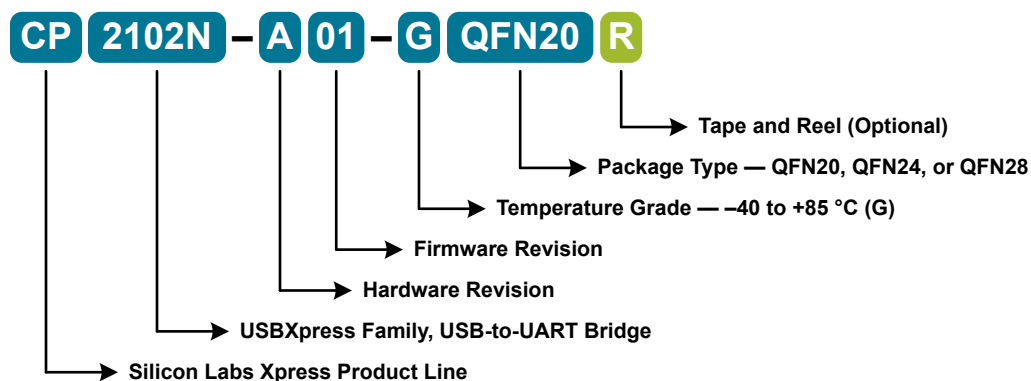 CP 2102N – A 01 – G QFN20 R
Tape and Reel (Optional)
Package Type — QFN20, QFN24, or QFN28
Temperature Grade — –40 to +85 °C (G)
Firmware Revision
Hardware Revision
USBXpress Family, USB-to-UART Bridge
Silicon Labs Xpress Product Line